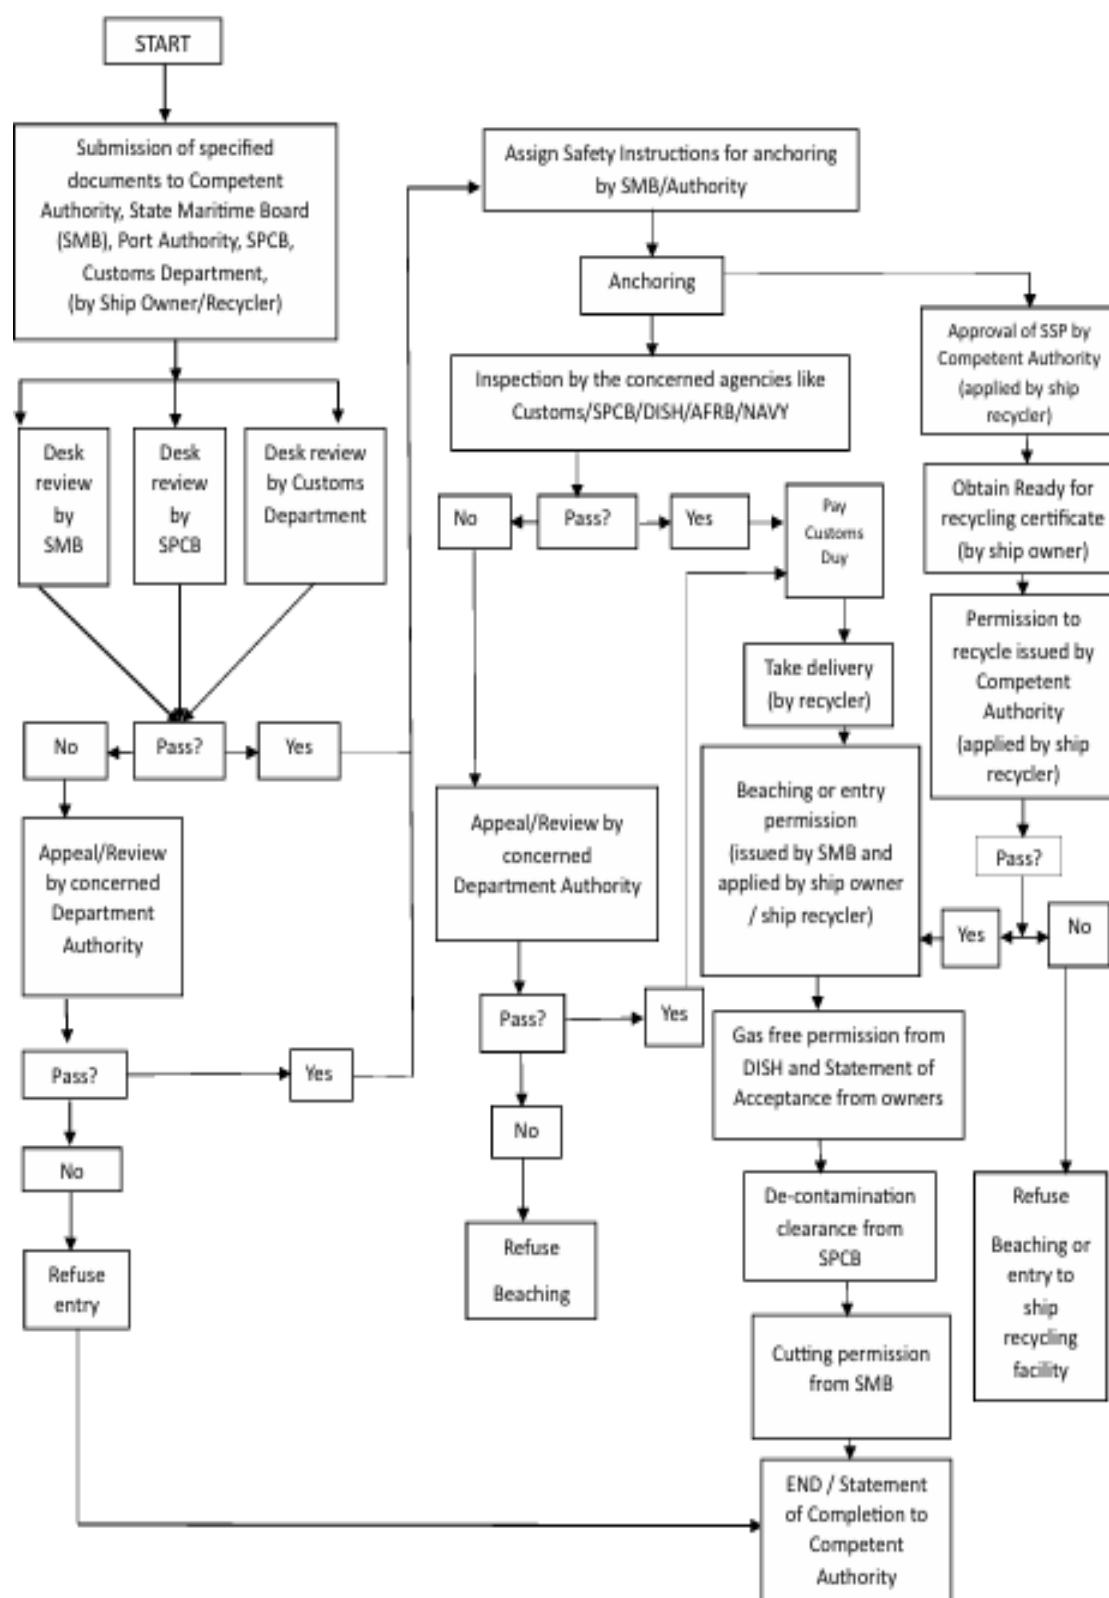 START
Submission of specified
documents to Competent
Authority, State Maritime Board
(SMB), Port Authority, SPCB,
Customs Department,
(by Ship Owner/Recycler)
Desk
review
by
SMB
Desk
review
by
SPCB
Desk review
by Customs
Department
No
Pass?
Yes
Appeal/Review
by concerned
Department
Authority
Pass?
Yes
No
Refuse
entry
Assign Safety Instructions for anchoring
by SMB/Authority
Anchoring
Inspection by the concerned agencies like
Customs/SPCB/DISH/AFRB/NAVY
No
Pass?
Yes
Pay
Customs
Duy
Appeal/Review by
concerned
Department Authority
Pass?
Yes
No
Refuse
Beaching
Take delivery
(by recycler)
Beaching or entry
permission
(issued by SMB and
applied by ship owner
/ ship recycler)
Gas free permission from
DISH and Statement of
Acceptance from owners
De-contamination
clearance from
SPCB
Cutting permission
from SMB
END / Statement
of Completion to
Competent
Authority
Approval of SSP by
Competent Authority
(applied by ship
recycler)
Obtain Ready for
recycling certificate
(by ship owner)
Permission to
recycle issued by
Competent
Authority
(applied by ship
recycler)
Pass?
Yes
No
Refuse
Beaching or
entry to
ship
recycling
facility